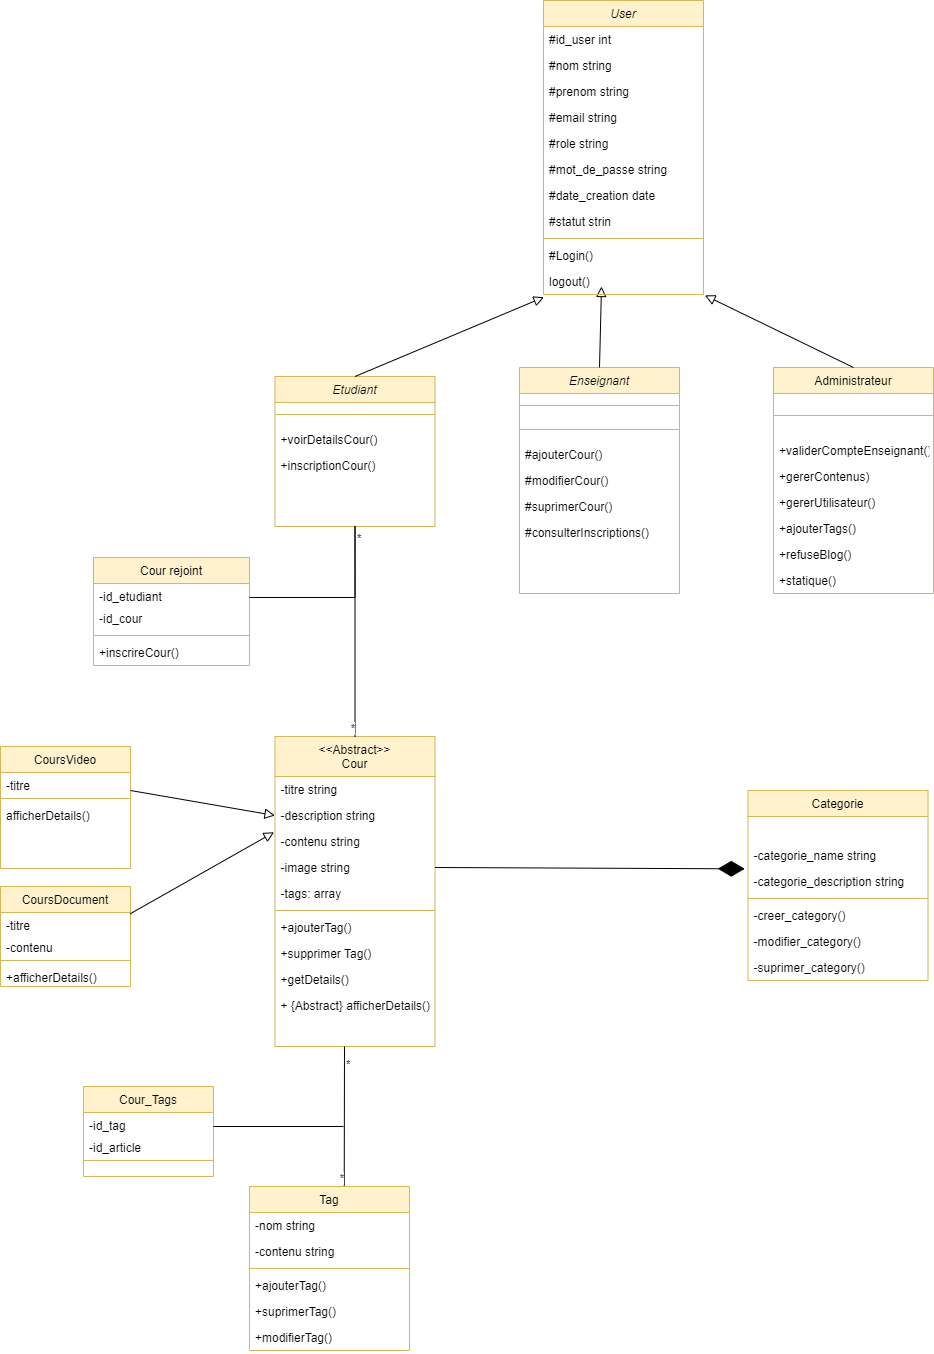 User
#id_user int
#nom string
#prenom string
#email string
#role string
#mot_de_passe string
#date_creation date
#statut strin
#Login()
logout()
Etudiant
+voirDetailsCour()
+inscriptionCour()
*
Enseignant
#ajouterCour()
#modifierCour()
#suprimerCour()
#consulterInscriptions()
Administrateur
+validerCompteEnseignant()
+gererContenus)
+gererUtilisateur()
+ajouterTags()
+refuseBlog()
+statique()
Cour rejoint
-id_etudiant
-id_cour
+inscrireCour()
*
<<Abstract>>
Cour
-titre string
-description string
-contenu string
-image string
-tags: array
+ajouterTag()
+supprimer Tag()
+getDetails()
+ {Abstract} afficherDetails()
*
CoursVideo
-titre
afficherDetails()
CoursDocument
-titre
-contenu
+afficherDetails()
Categorie
-categorie_name string
-categorie_description string
-creer_category()
-modifier_category()
-suprimer_category()
Cour_Tags
-id_tag
-id_article
*
Tag
-nom string
-contenu string
+ajouterTag()
+suprimerTag()
+modifierTag()